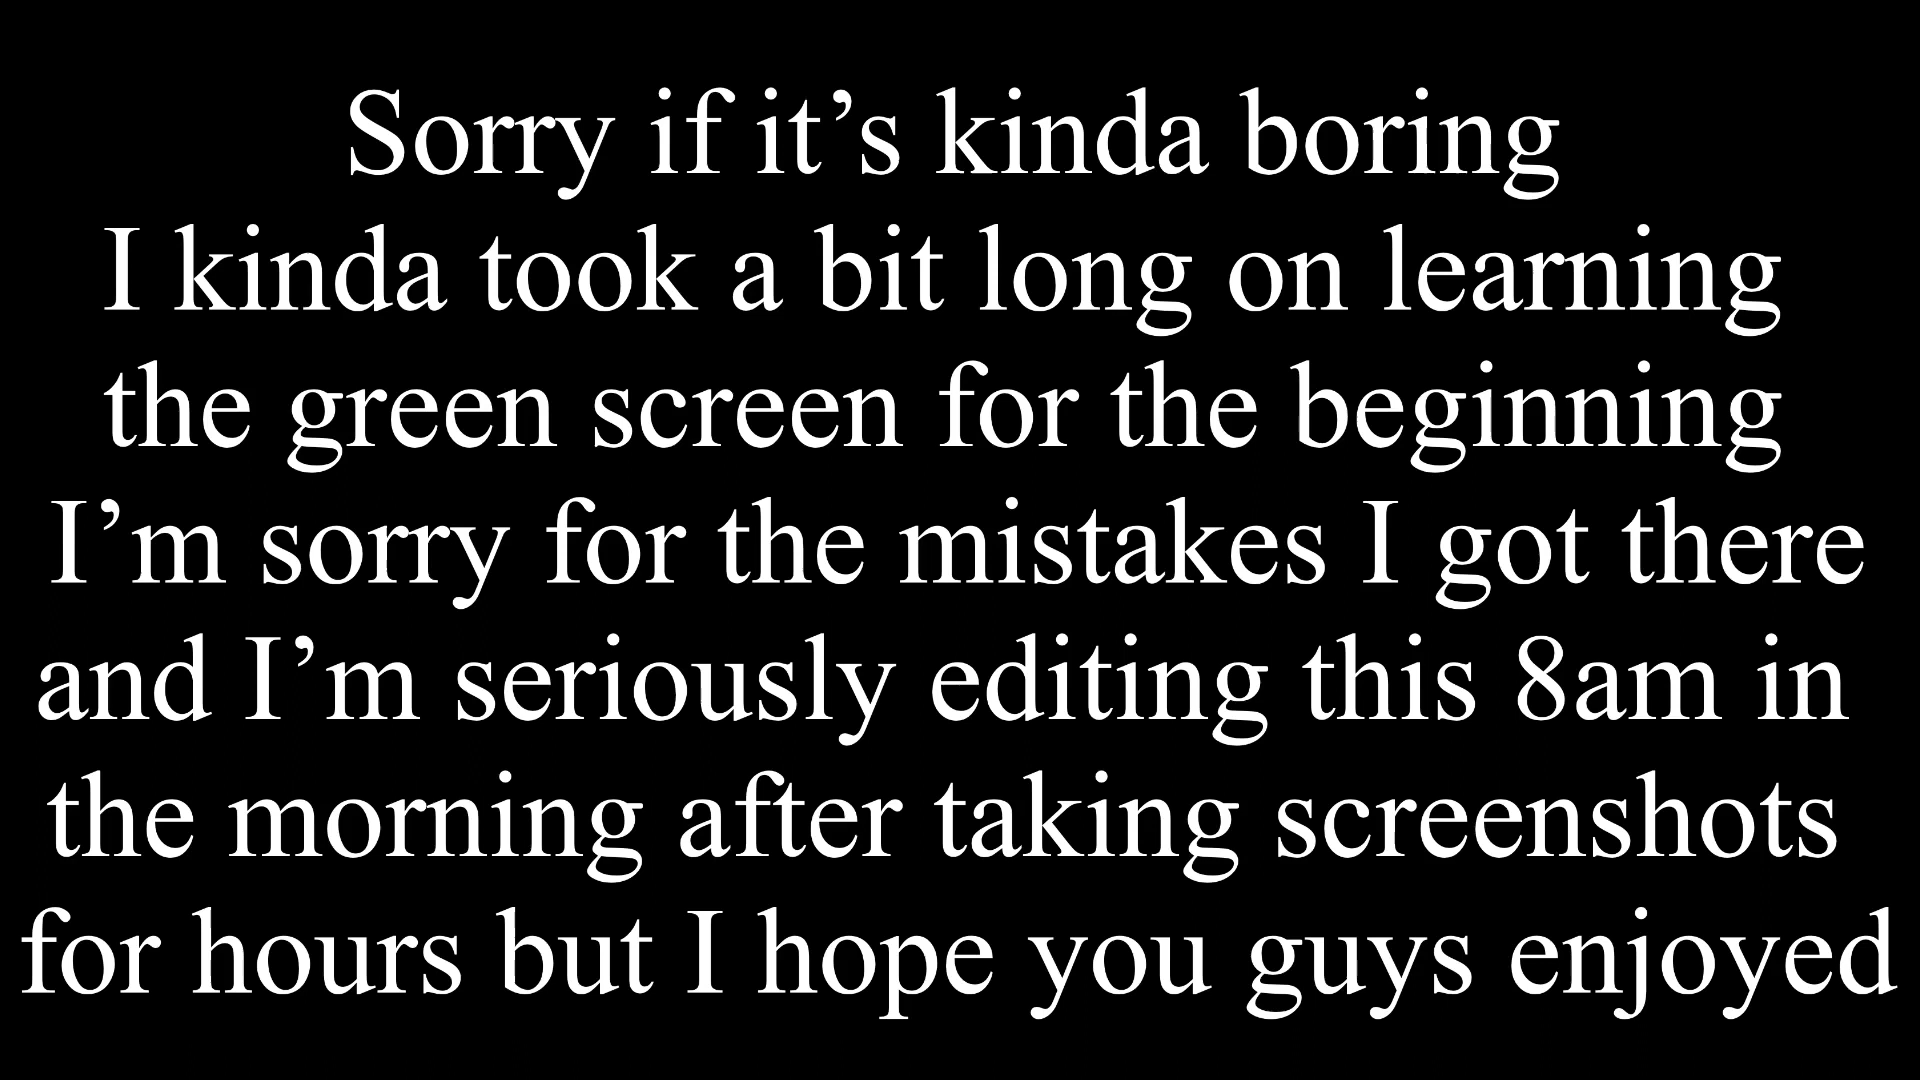 Sorry if it’s kinda boring
I kinda took a bit long on learning
the green screen for the beginning
I’m sorry for the mistakes I got there
and I’m seriously editing this 8am in
the morning after taking screenshots
for hours but I hope you guys enjoyed